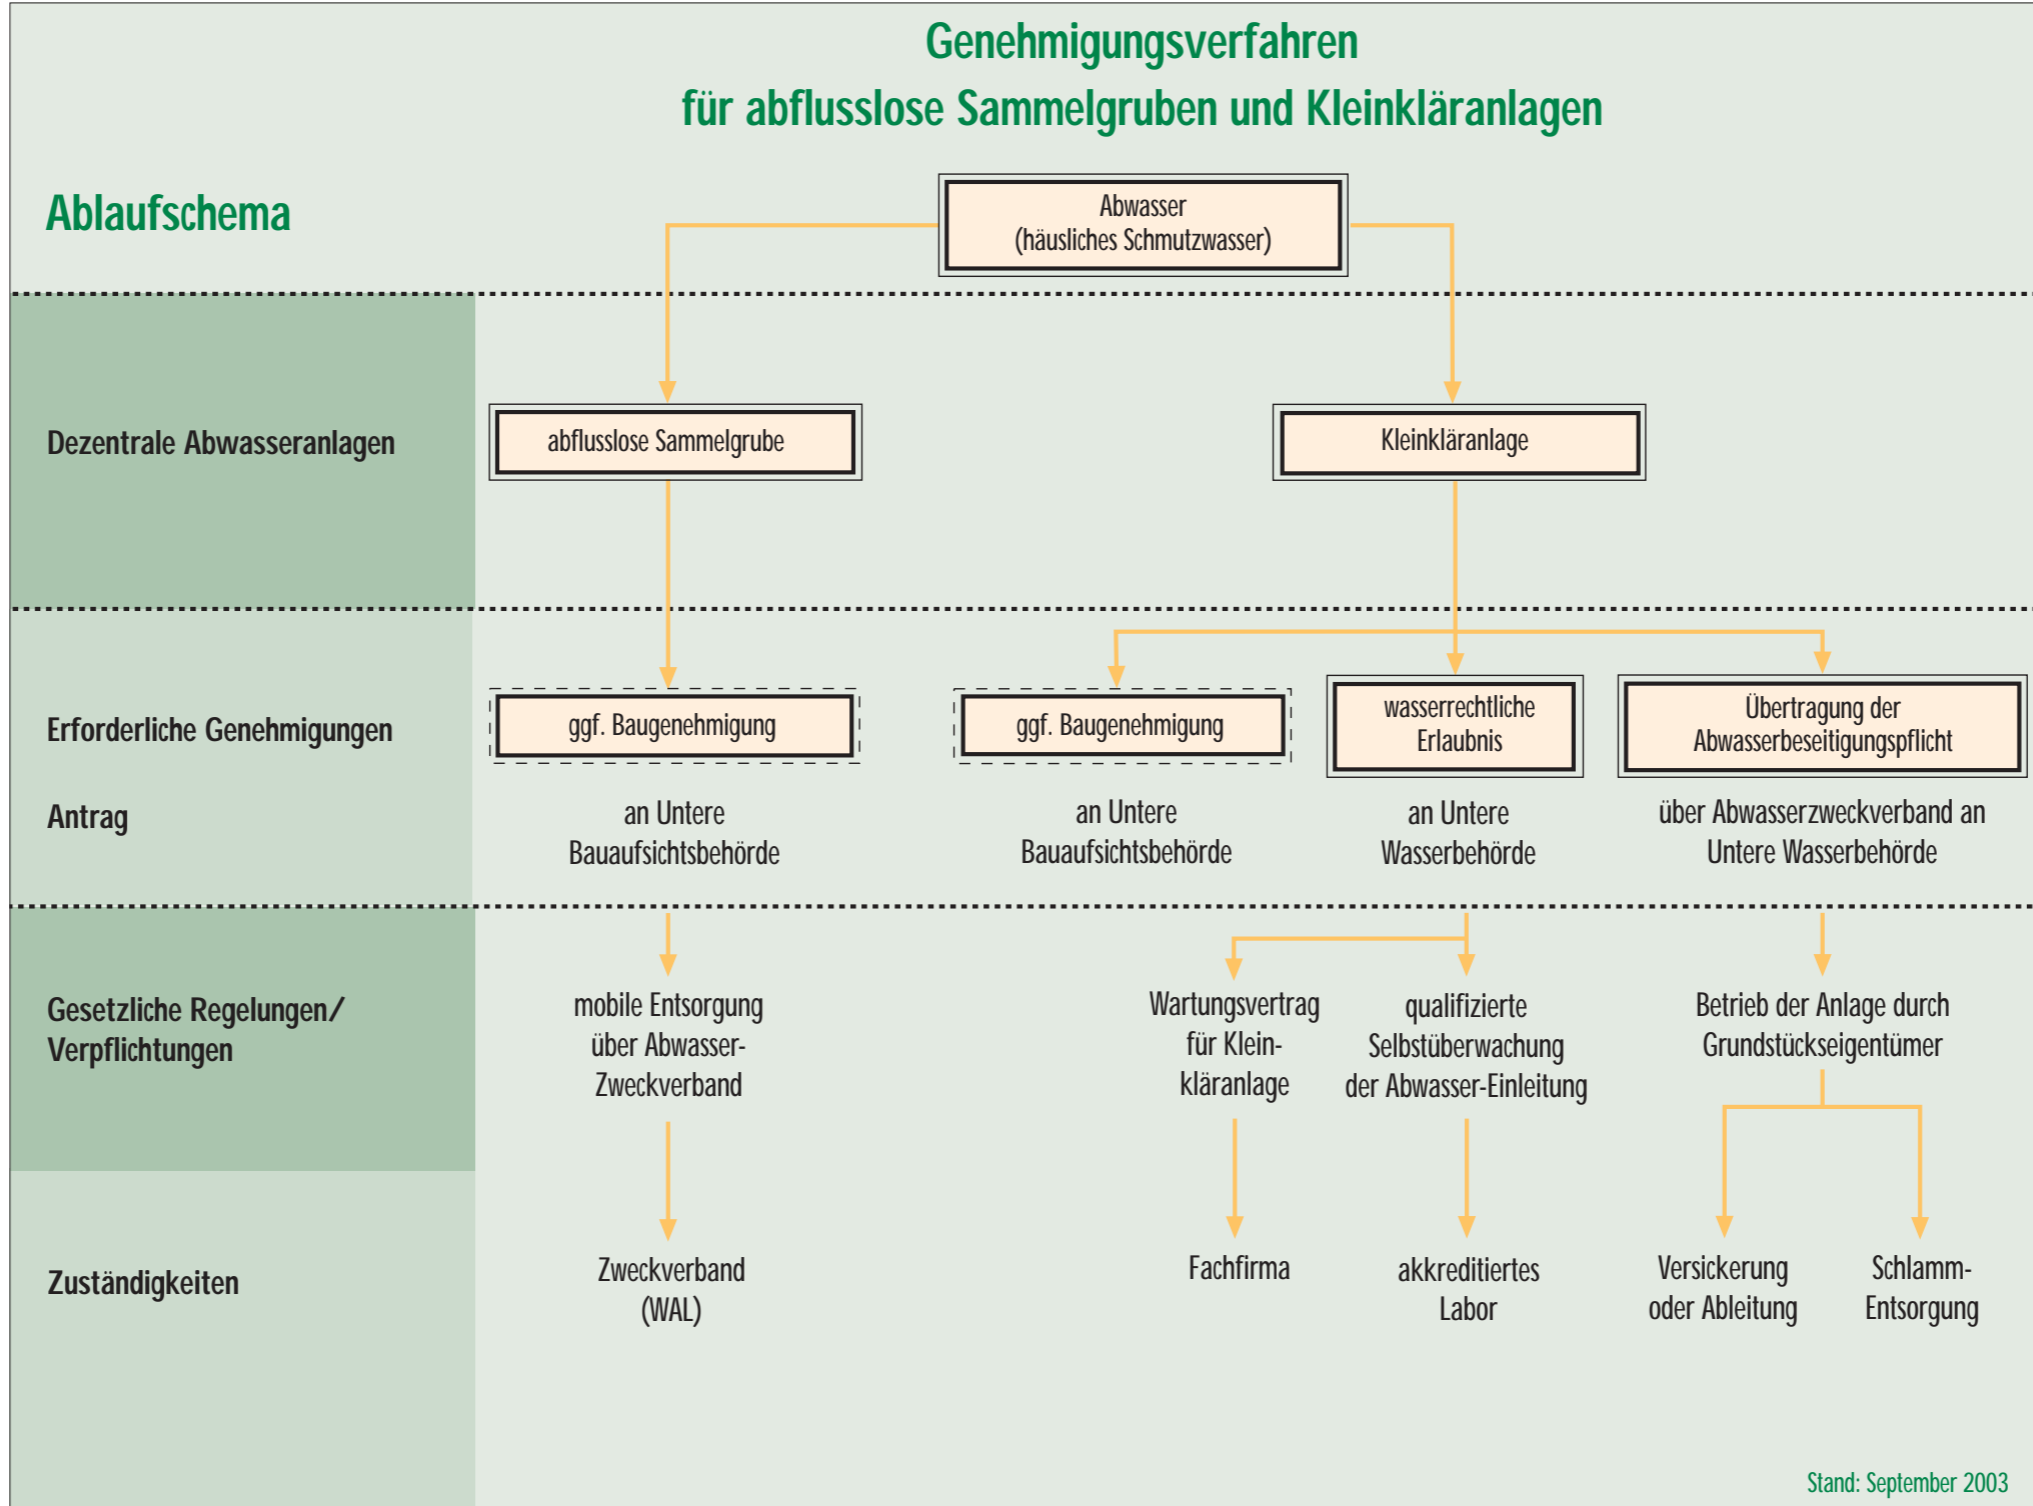 Genehmigungsverfahren
für abflusslose Sammelgruben und Kleinkläranlagen
Ablaufschema
Abwasser
(häusliches Schmutzwasser)
Dezentrale Abwasseranlagen
abflusslose Sammelgrube
Kleinkläranlage
Erforderliche Genehmigungen
ggf. Baugenehmigung
ggf. Baugenehmigung
wasserrechtliche
Erlaubnis
Übertragung der
Abwasserbeseitigungspflicht
Antrag
an Untere
Bauaufsichtsbehörde
an Untere
Bauaufsichtsbehörde
an Untere
Wasserbehörde
über Abwasserzweckverband an
Untere Wasserbehörde
Gesetzliche Regelungen/
Verpflichtungen
mobile Entsorgung
über Abwasser-
Zweckverband
Wartungsvertrag
für Klein-
kläranlage
qualifizierte
Selbstüberwachung
der Abwasser-Einleitung
Betrieb der Anlage durch
Grundstückseigentümer
Zuständigkeiten
Zweckverband
(WAL)
Fachfirma
akkreditiertes
Labor
Versickerung
oder Ableitung
Schlamm-
Entsorgung
Stand: September 2003